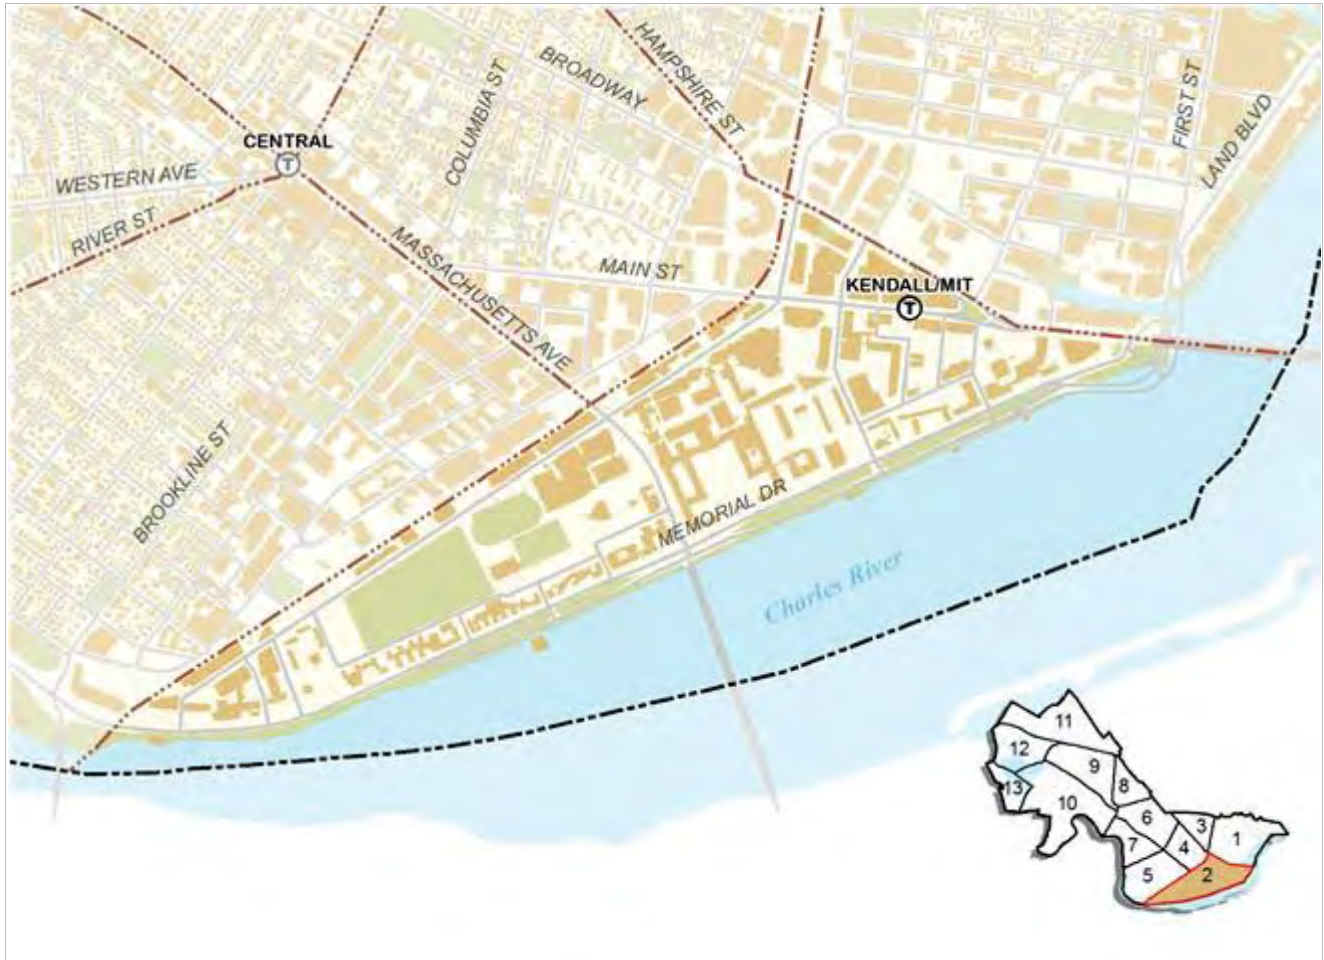 HAMPSHIRE ST
BROADWAY
COLUMBIA ST
FIRST ST
LAND BLVD
CENTRAL
T
WESTERN AVE
RIVER ST
MASSACHUSETTS AVE
MAIN ST
KENDALL/MIT
T
BROOKLINE ST
MEMORIAL DR
Charles River
11
12
9
13
8
10
6
3
1
7
4
5
2